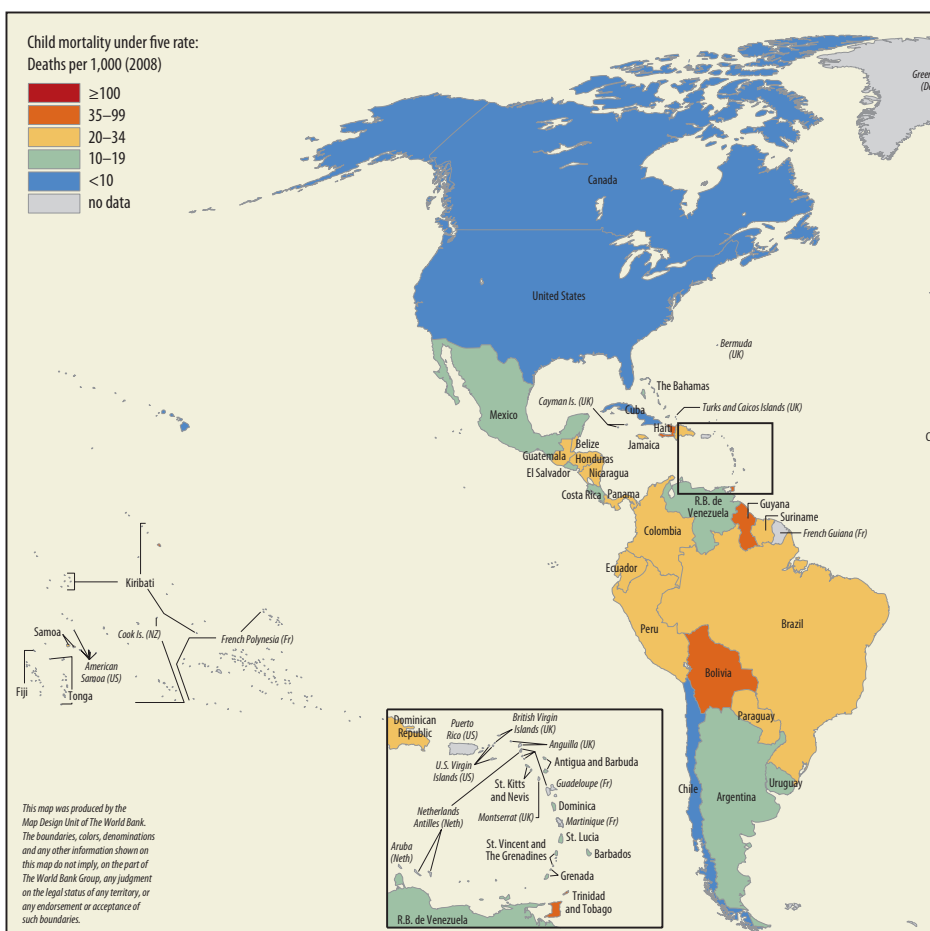 Child mortality under five rate:
Deaths per 1,000 (2008)
≥100
35–99
20–34
10–19
<10
no data
Canada
United States
Bermuda
(UK)
The Bahamas
Cayman Is. (UK)
Cuba
Turks and Caicos Islands (UK)
Mexico
Haiti
Jamaica
Belize
Guatemala
Honduras
El Salvador
Nicaragua
Costa Rica
Panama
R.B. de
Venezuela
Guyana
Suriname
French Guiana (Fr)
Colombia
Ecuador
Kiribati
Peru
Brazil
Samoa
Cook Is. (NZ)
French Polynesia (Fr)
American
Samoa (US)
Fiji
Tonga
Bolivia
Paraguay
Chile
Argentina
Uruguay
Dominican
Republic
Puerto
Rico (US)
British Virgin
Islands (UK)
U.S. Virgin
Islands (US)
Anguilla (UK)
Antigua and Barbuda
St. Kitts
and Nevis
Guadeloupe (Fr)
Netherlands
Antilles (Neth)
Montserrat (UK)
Dominica
Martinique (Fr)
St. Lucia
Aruba
(Neth)
St. Vincent and
The Grenadines
Barbados
Grenada
Trinidad
and Tobago
R.B. de Venezuela
This map was produced by the
Map Design Unit of The World Bank.
The boundaries, colors, denominations
and any other information shown on
this map do not imply, on the part of
The World Bank Group, any judgment
on the legal status of any territory, or
any endorsement or acceptance of
such boundaries.